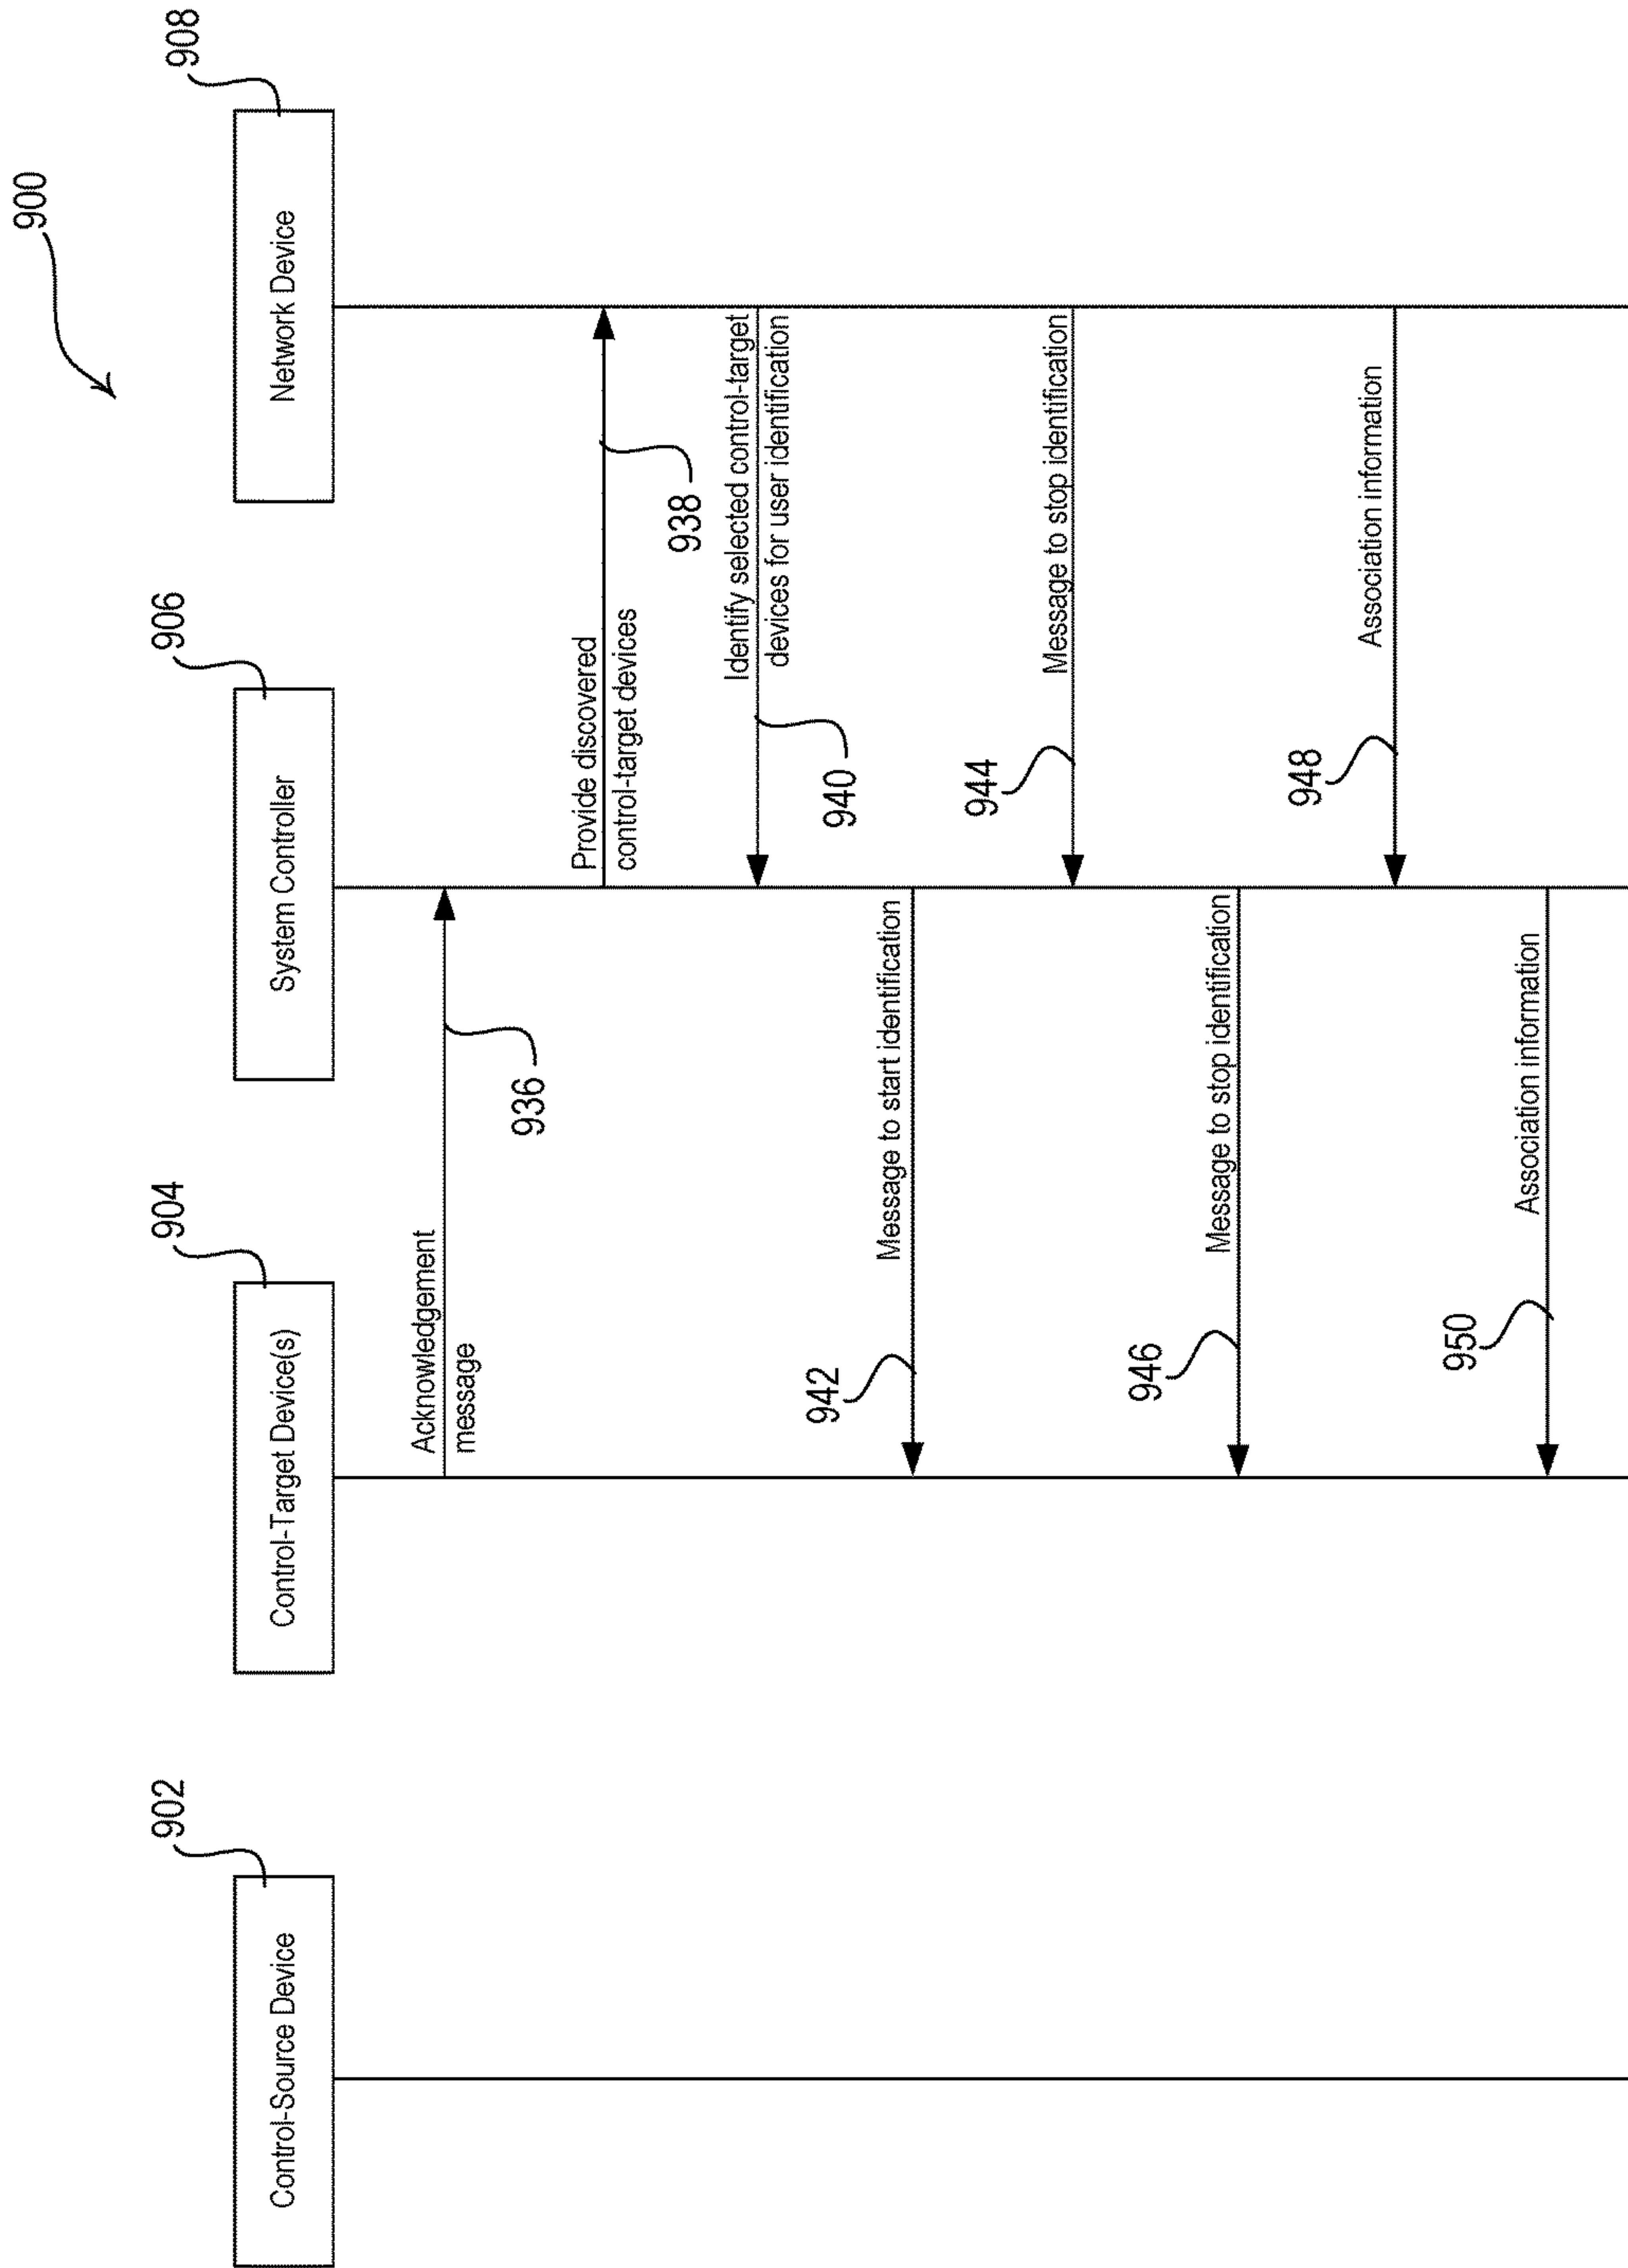 900
902
904
906
908
Control-Source Device
Control-Target Device(s)
System Controller
Network Device
Acknowledgement
message
936
Provide discovered
control-target devices
938
Identify selected control-target
devices for user identification
940
Message to start identification
942
Message to stop identification
944
Message to stop identification
946
Association information
948
Association information
950